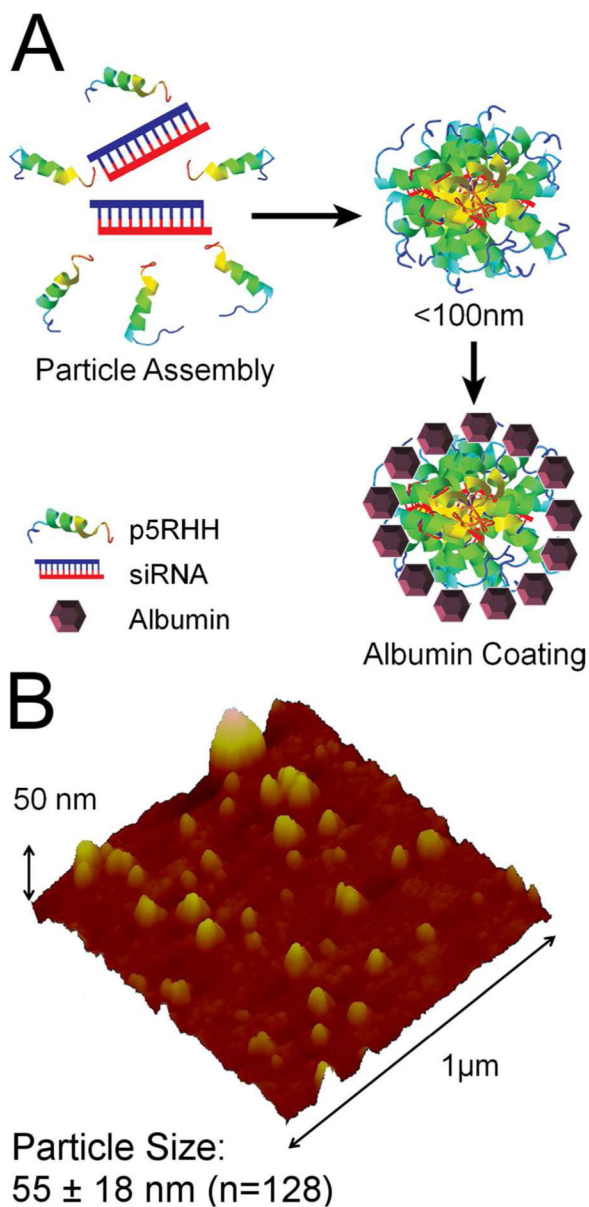 A
<100nm
Particle Assembly
p5RHH
siRNA
Albumin
Albumin Coating
B
50 nm
1µm
Particle Size:
55 ± 18 nm (n=128)